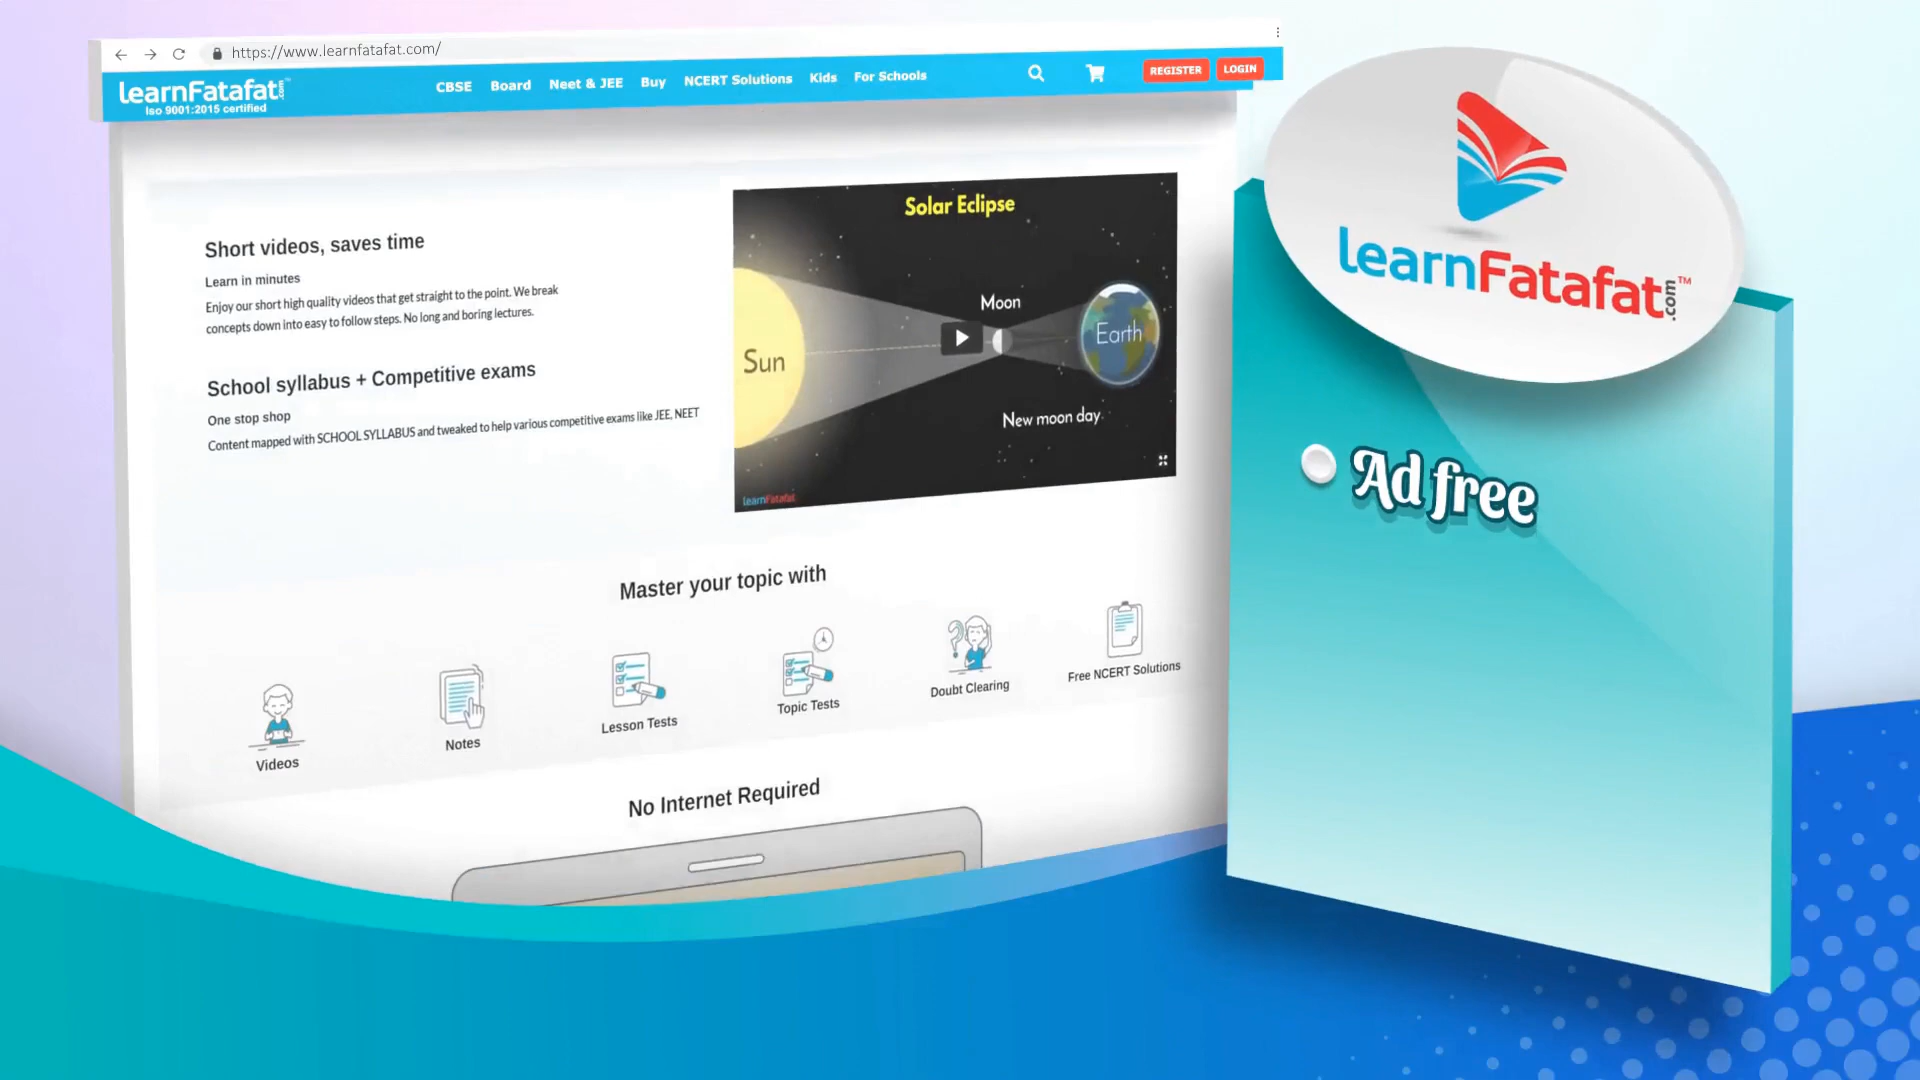 https://www.learnfatafat.com/
learnFatafat.com™
Iso 9001:2015 certified
CBSE Board Neet & JEE Buy NCERT Solutions Kids For Schools
REGISTER LOGIN
Short videos, saves time
Learn in minutes
Enjoy our short high quality videos that get straight to the point. We break
concepts down into easy to follow steps. No long and boring lectures.
School syllabus + Competitive exams
One stop shop
Content mapped with SCHOOL SYLLABUS and tweaked to help various competitive exams like JEE, NEET
Solar Eclipse
Moon
Earth
Sun
New moon day
learnFatafat
Master your topic with
Videos
Notes
Lesson Tests
Topic Tests
Doubt Clearing
Free NCERT Solutions
No Internet Required
learnFatafat.com™
Ad free